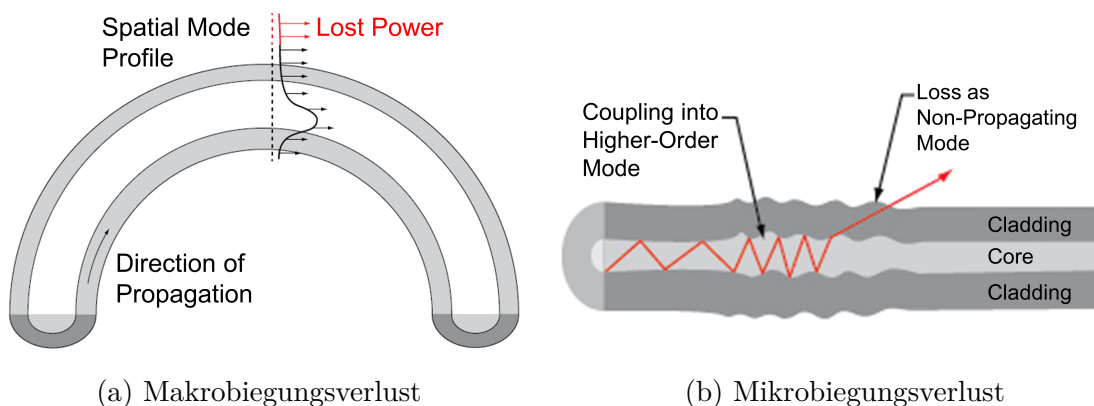 Spatial Mode
Profile
Lost Power
Direction of
Propagation
(a) Makrobiegungsverlust
Coupling into
Higher-Order
Mode
Loss as
Non-Propagating
Mode
Cladding
Core
Cladding
(b) Mikrobiegungsverlust